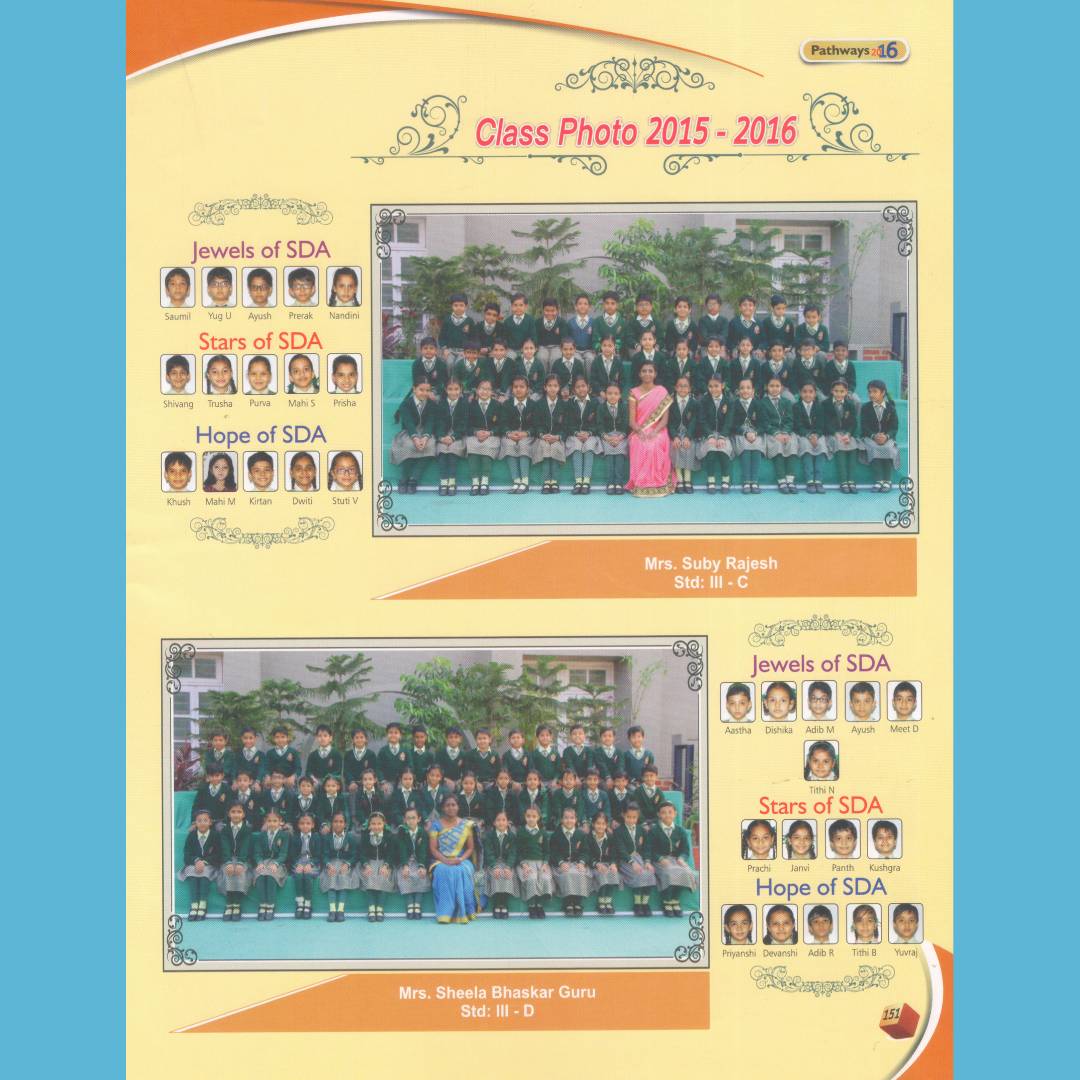 Pathways 2016
Class Photo 2015 - 2016
Jewels of SDA
Saumil Yug U Ayush Prerak Nandini
Stars of SDA
Shivang Trusha Purva Mahi S Prisha
Hope of SDA
Khush Mahi M Kirtan Dwiti Stuti V
Mrs. Suby Rajesh
Std: III - C
Jewels of SDA
Aastha Dishika Adib M Ayush Meet D
Tithi N
Stars of SDA
Prachi Janvi Panth Kushgra
Hope of SDA
Priyanshi Devanshi Adib R Tithi B Yuvraj
Mrs. Sheela Bhaskar Guru
Std: III - D
151